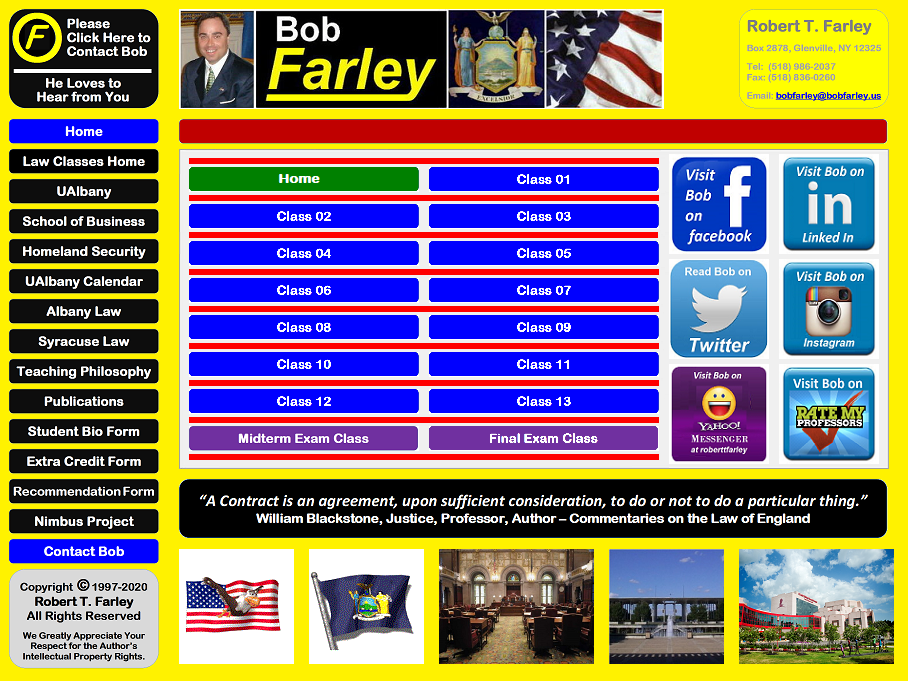 F
Please
Click Here to
Contact Bob
He Loves to
Hear from You
Bob
Farley
EXCELSIOR
Robert T. Farley
Box 2878, Glenville, NY 12325
Tel: (518) 986-2037
Fax: (518) 836-0260
Email: bobfarley@bobfarley.us
Home
Law Classes Home
UAlbany
School of Business
Homeland Security
UAlbany Calendar
Albany Law
Syracuse Law
Teaching Philosophy
Publications
Student Bio Form
Extra Credit Form
Recommendation Form
Nimbus Project
Contact Bob
Copyright © 1997-2020
Robert T. Farley
All Rights Reserved
We Greatly Appreciate Your
Respect for the Author's
Intellectual Property Rights.
Home
Class 01
Class 02
Class 03
Class 04
Class 05
Class 06
Class 07
Class 08
Class 09
Class 10
Class 11
Class 12
Class 13
Midterm Exam Class
Final Exam Class
Visit
Bob
on
f
facebook
Visit Bob on
in
Linked In
Read Bob on
Twitter
Visit Bob on
Instagram
Visit Bob on
YAHOO!
MESSENGER
at roberttfarley
Visit Bob on
RATE MY
PROFESSORS
“A Contract is an agreement, upon sufficient consideration, to do or not to do a particular thing.”
William Blackstone, Justice, Professor, Author – Commentaries on the Law of England